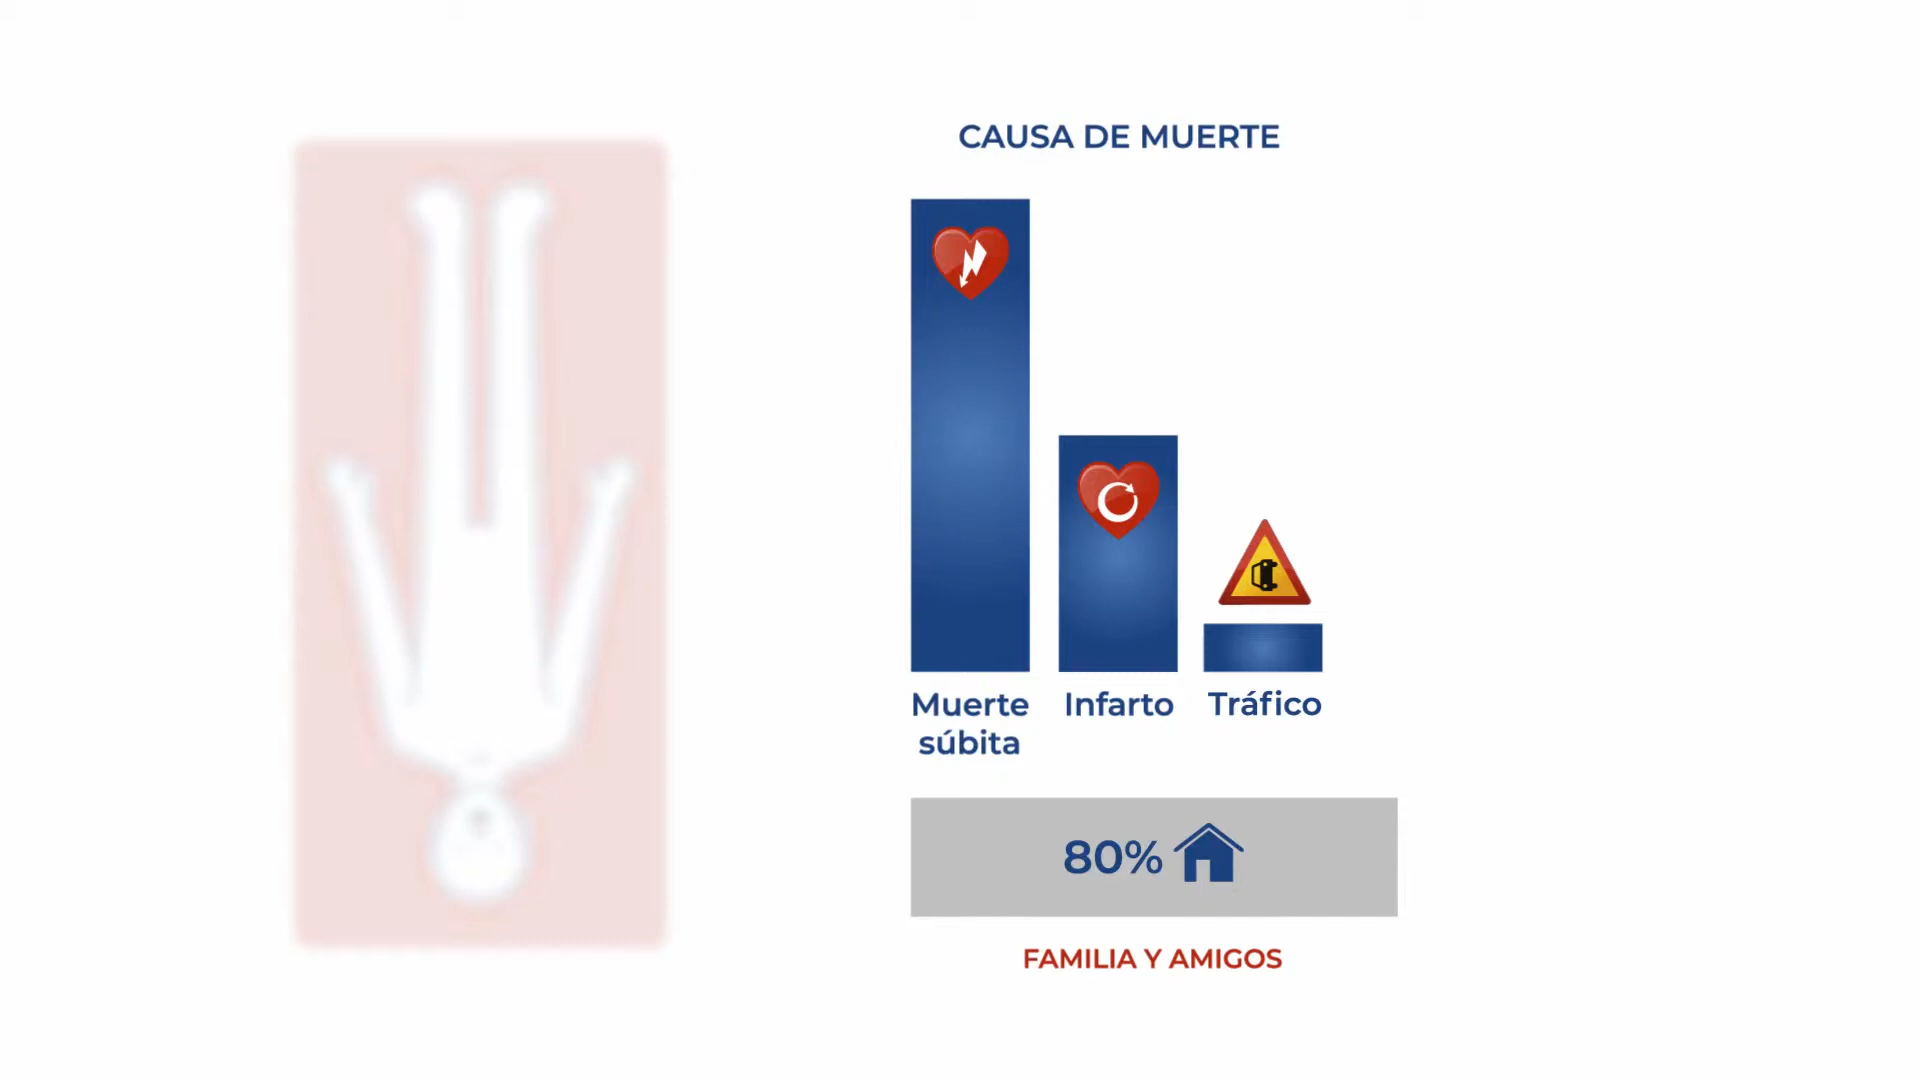 CAUSA DE MUERTE
Muerte
súbita
Infarto
Tráfico
80%
FAMILIA Y AMIGOS